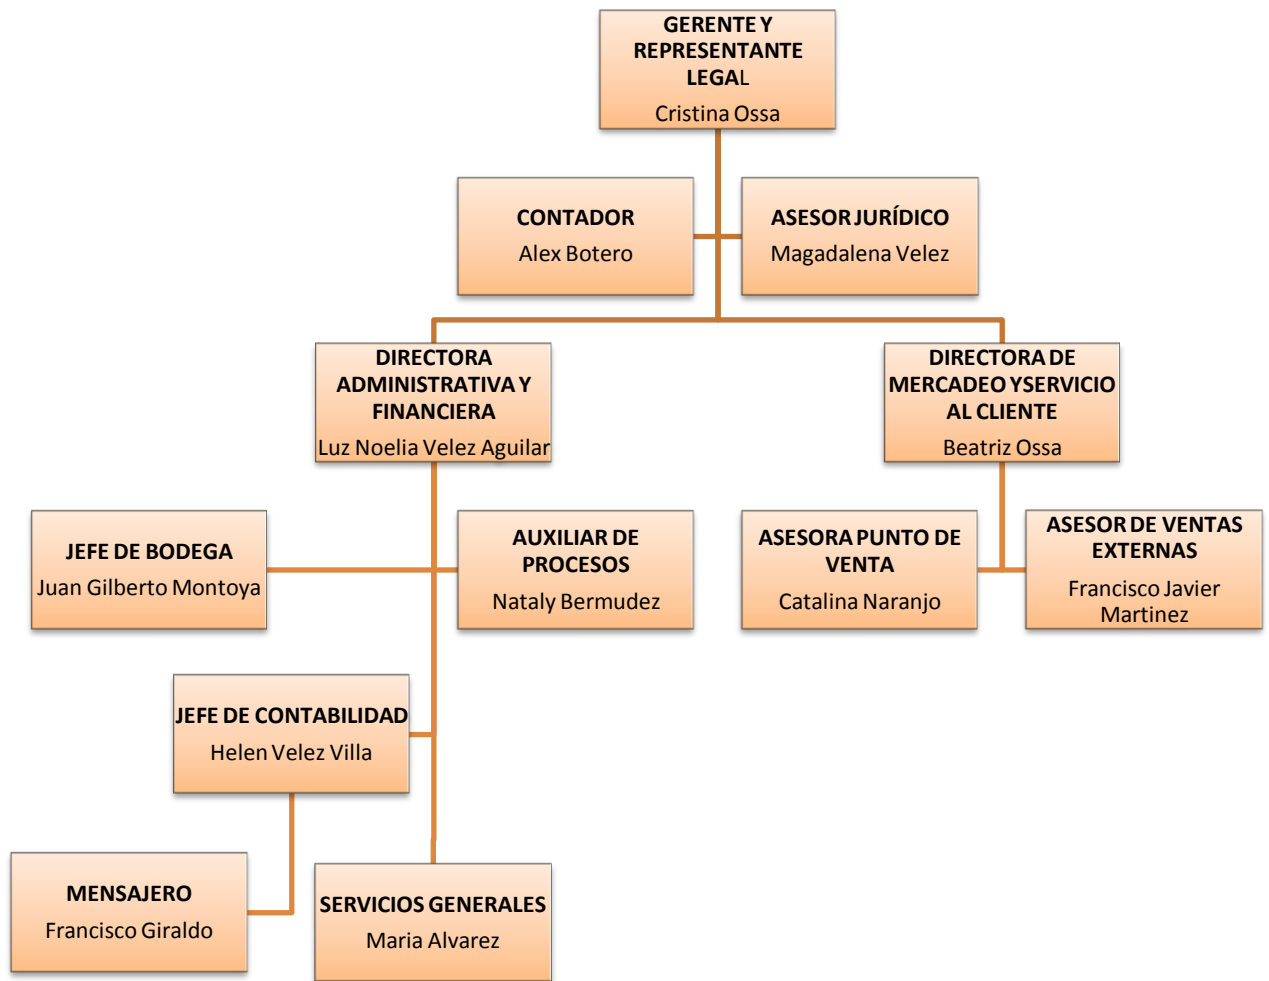 GERENTE Y
REPRESENTANTE
LEGAL
Cristina Ossa
CONTADOR
Alex Botero
ASESOR JURÍDICO
Magadalena Velez
DIRECTORA
ADMINISTRATIVA Y
FINANCIERA
Luz Noelia Velez Aguilar
DIRECTORA DE
MERCADEO YSERVICIO
AL CLIENTE
Beatriz Ossa
JEFE DE BODEGA
Juan Gilberto Montoya
AUXILIAR DE
PROCESOS
Nataly Bermudez
ASESORA PUNTO DE
VENTA
Catalina Naranjo
ASESOR DE VENTAS
EXTERNAS
Francisco Javier
Martinez
JEFE DE CONTABILIDAD
Helen Velez Villa
MENSAJERO
Francisco Giraldo
SERVICIOS GENERALES
Maria Alvarez